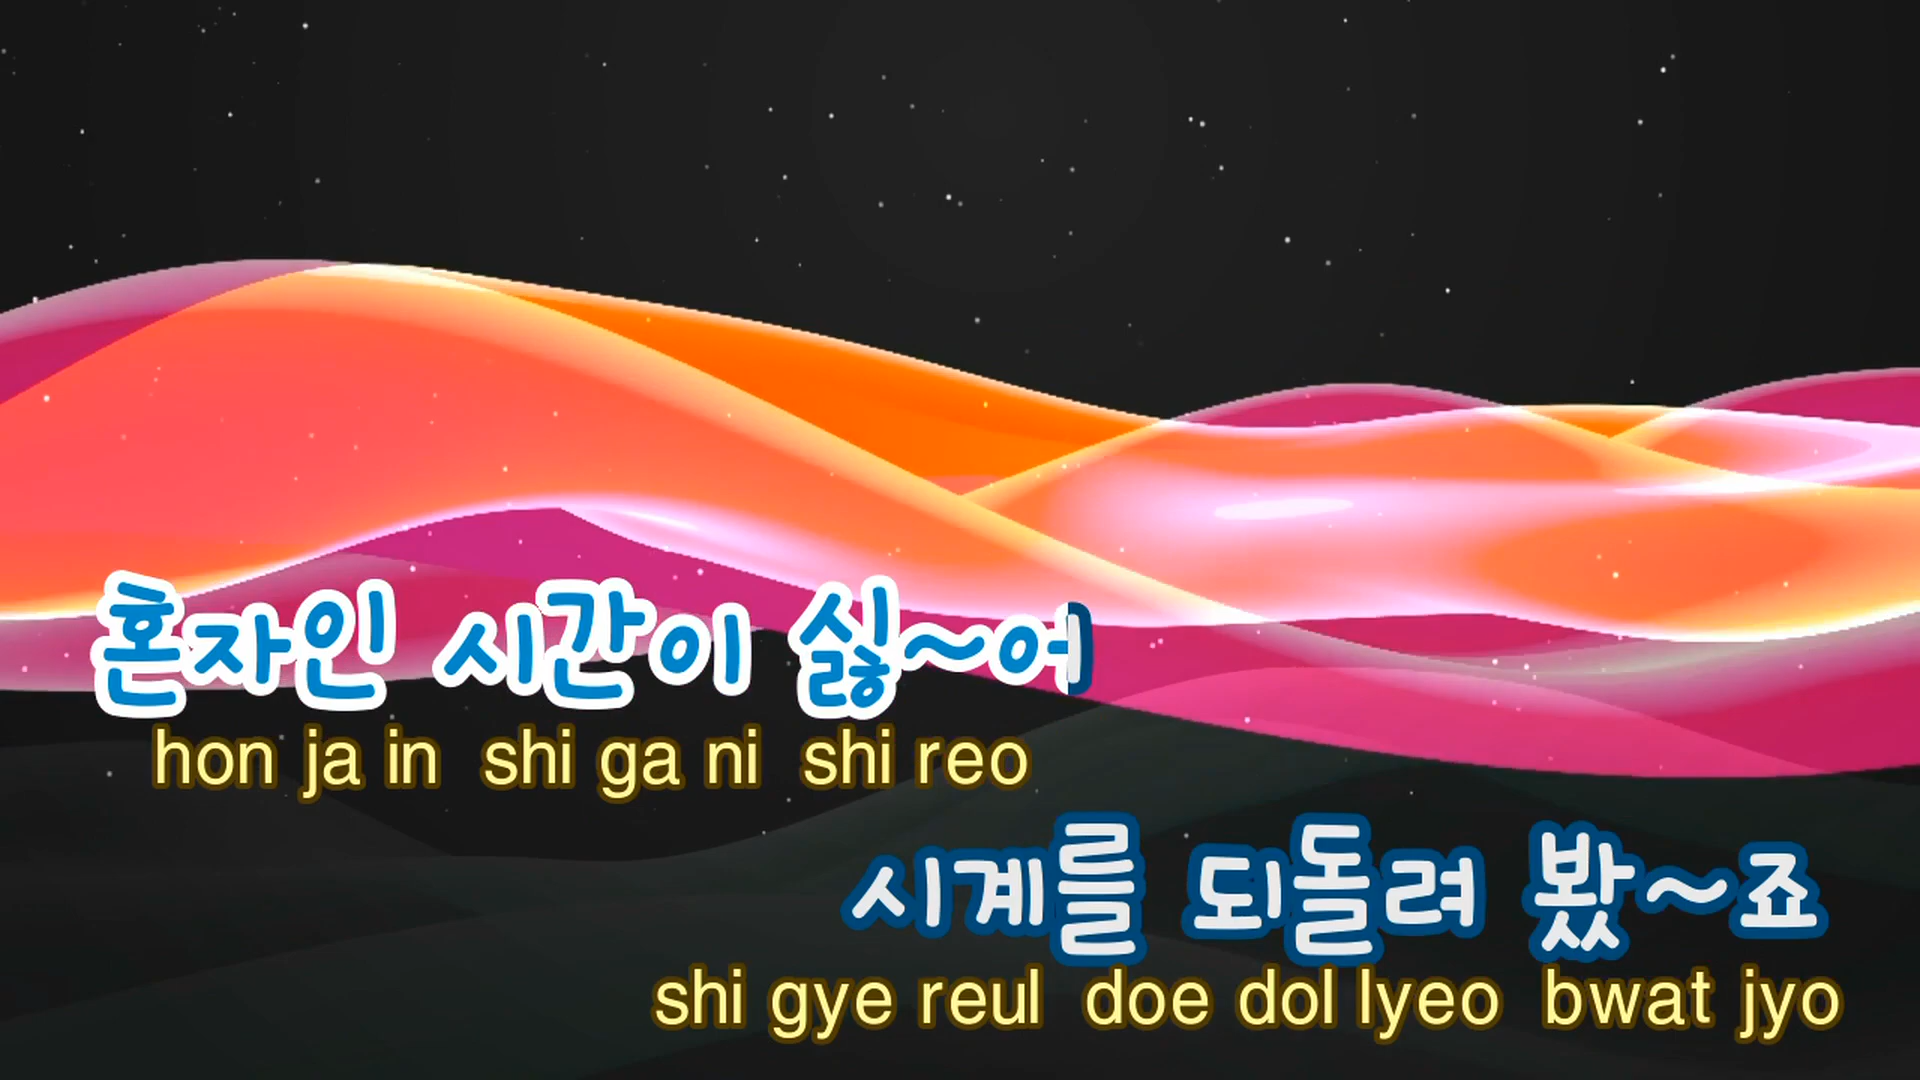 혼자인 시간이 싫~어
hon ja in shi ga ni shi reo
시계를 되돌려 봤~죠
shi gye reul doe dol lyeo bwat jyo